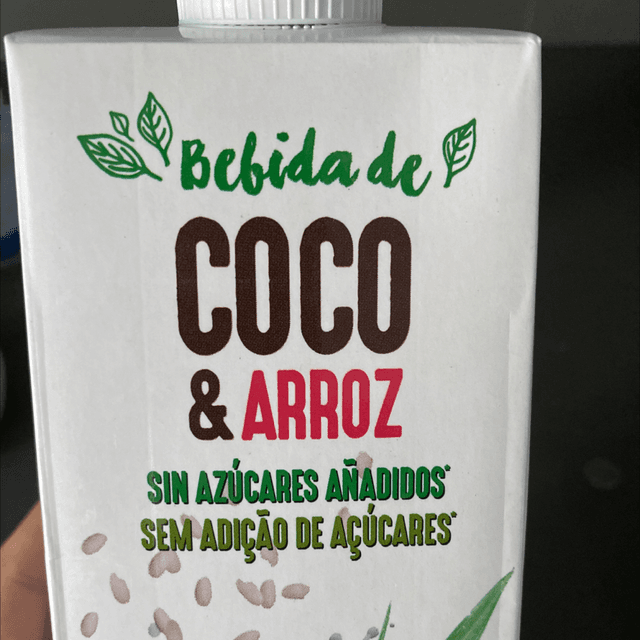 Bebida de
COCO
& ARROZ
SIN AZÚCARES AÑADIDOS*
SEM ADIÇÃO DE AÇÚCARES*